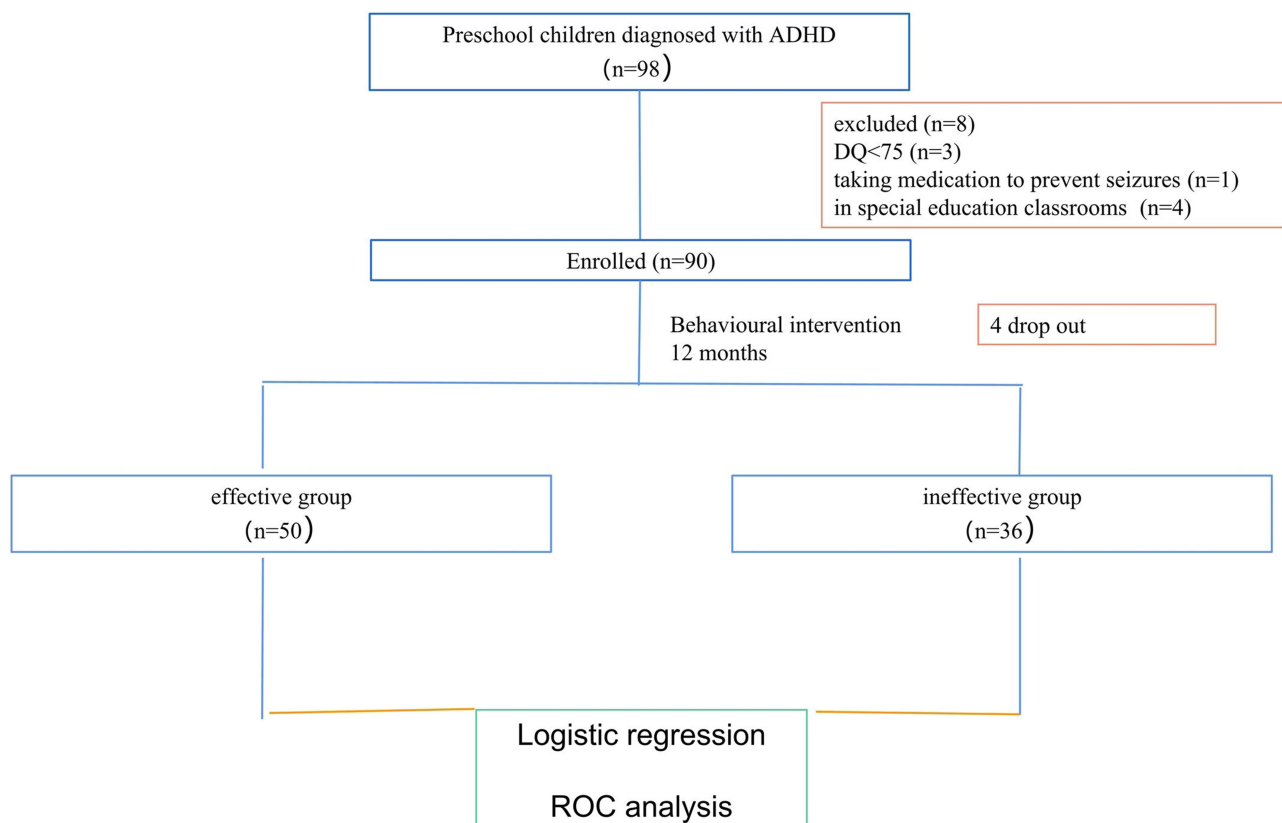 Preschool children diagnosed with ADHD
(n=98)
excluded (n=8)
DQ<75 (n=3)
taking medication to prevent seizures (n=1)
in special education classrooms (n=4)
Enrolled (n=90)
Behavioural intervention
12 months
4 drop out
effective group
(n=50)
ineffective group
(n=36)
Logistic regression
ROC analysis